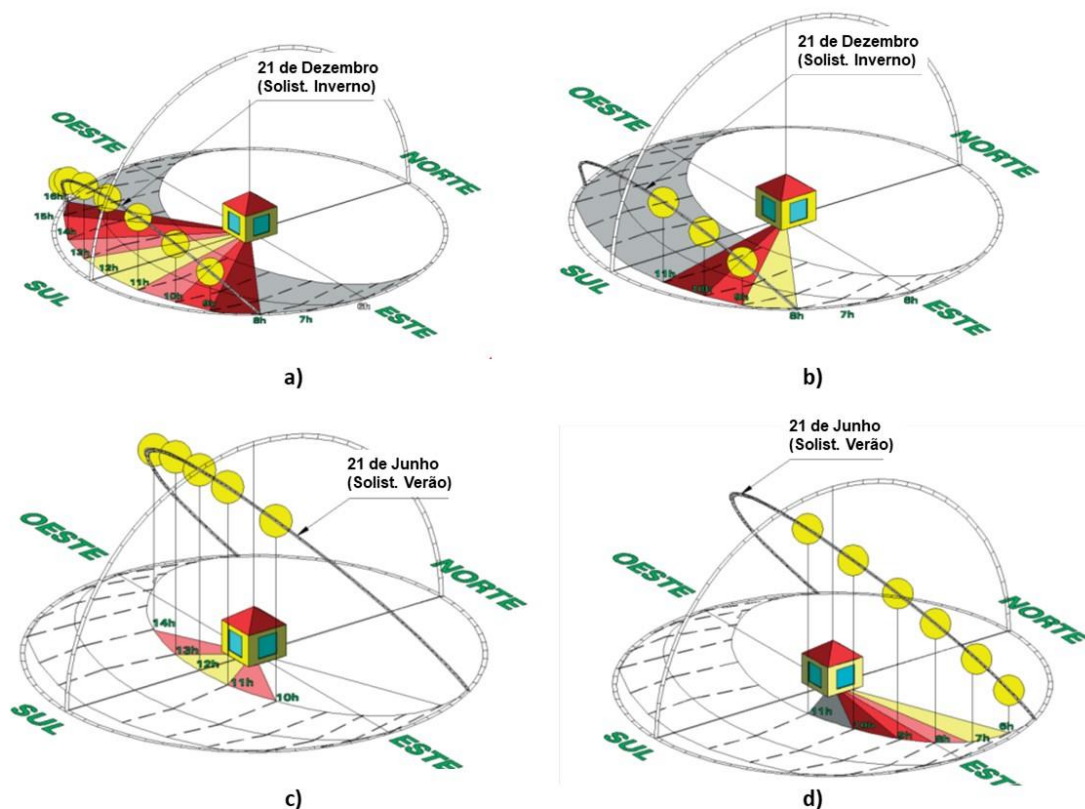 21 de Dezembro
(Solist. Inverno)
OESTE
NORTE
16h
15h
14h
13h
12h
11h
10h
9h
8h
7h
6h
SUL
ESTE
a)
21 de Dezembro
(Solist. Inverno)
OESTE
NORTE
11h
10h
9h
8h
7h
6h
SUL
ESTE
b)
21 de Junho
(Solist. Verão)
OESTE
NORTE
14h
13h
12h
11h
10h
SUL
ESTE
c)
21 de Junho
(Solist. Verão)
OESTE
NORTE
11h
10h
9h
8h
7h
6h
SUL
d)